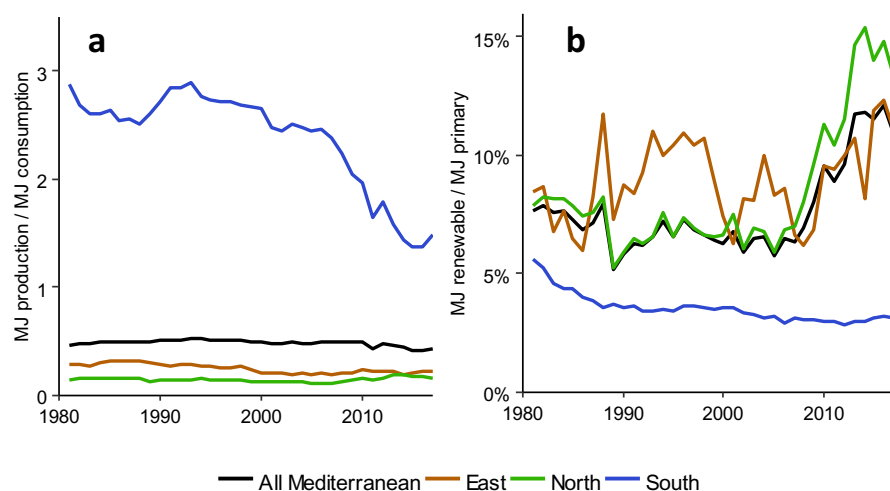 a
MJ production / MJ consumption
3
2
1
0
1980
1990
2000
2010
b
MJ renewable / MJ primary
15%
10%
5%
0%
1980
1990
2000
2010
All Mediterranean
East
North
South